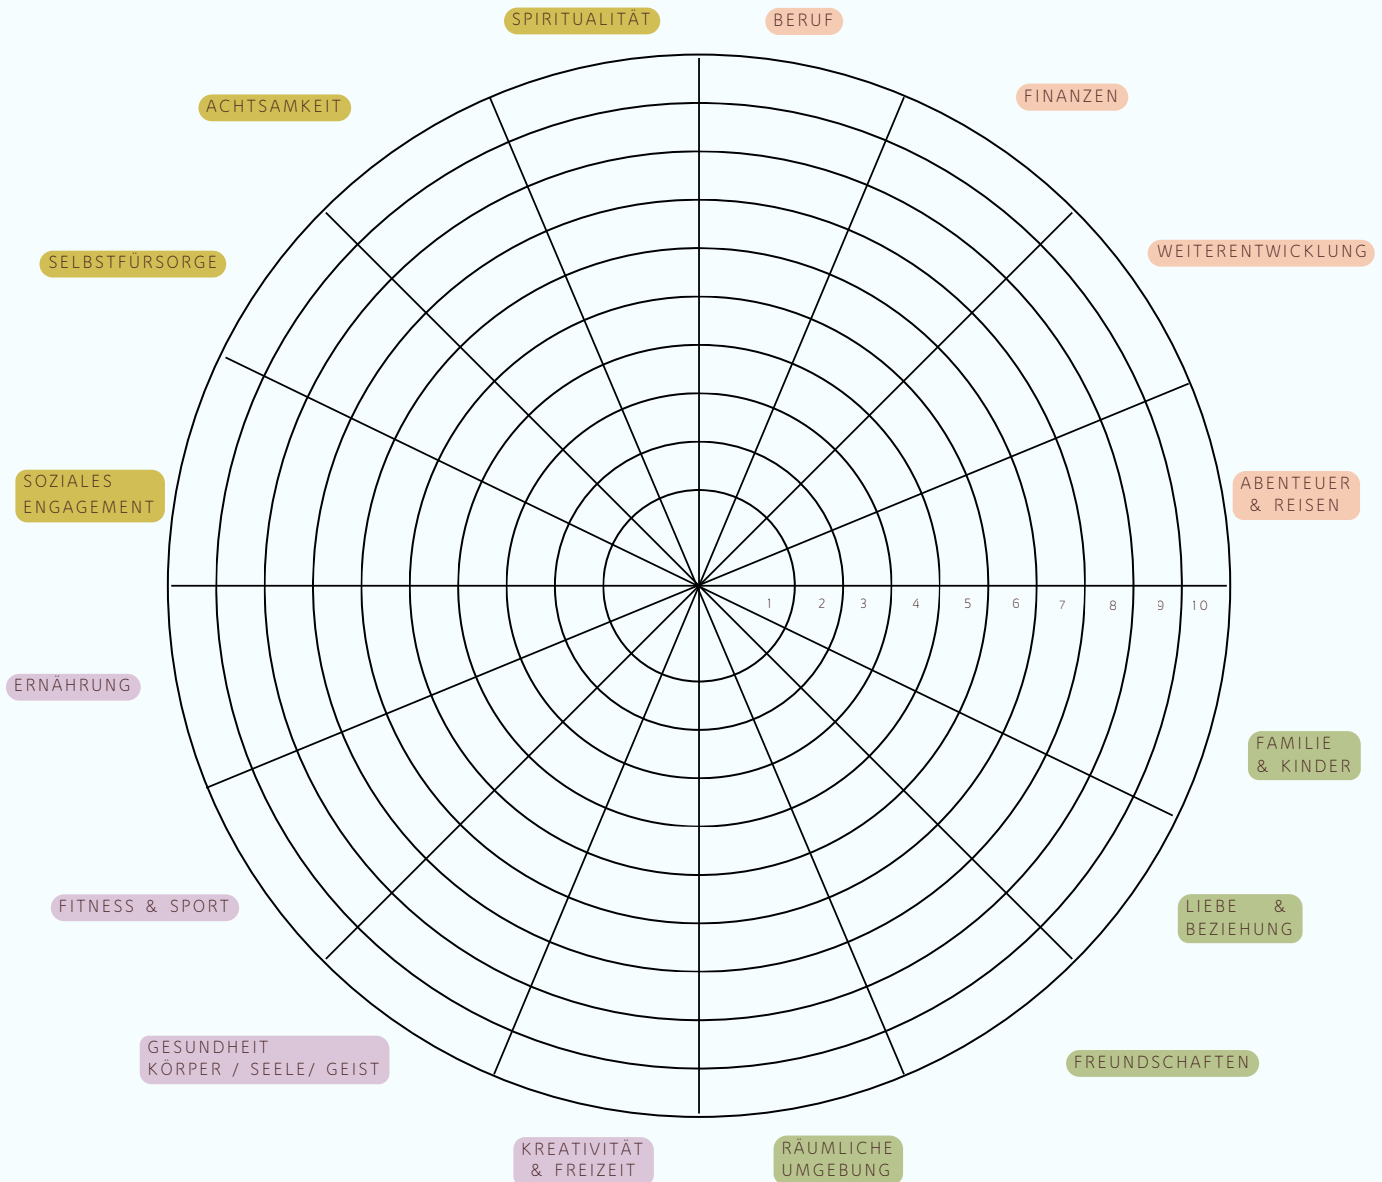 SPIRITUALITÄT
BERUF
FINANZEN
ACHTSAMKEIT
WEITERENTWICKLUNG
SELBSTFÜRSORGE
SOZIALES
ENGAGEMENT
ABENTEUER
& REISEN
1 2 3 4 5 6 7 8 9 10
ERNÄHRUNG
FAMILIE
& KINDER
FITNESS & SPORT
LIEBE &
BEZIEHUNG
GESUNDHEIT
KÖRPER / SEELE/ GEIST
FREUNDSCHAFTEN
KREATIVITÄT
& FREIZEIT
RÄUMLICHE
UMGEBUNG